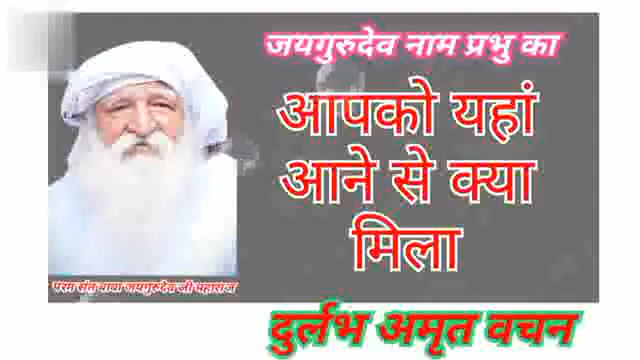 जयगुरुदेव नाम प्रभु का
आपको यहां
आने से क्या
मिला
परम संत बाबा जयगुरुदेव जी महाराज
दुर्लभ अमृत वचन